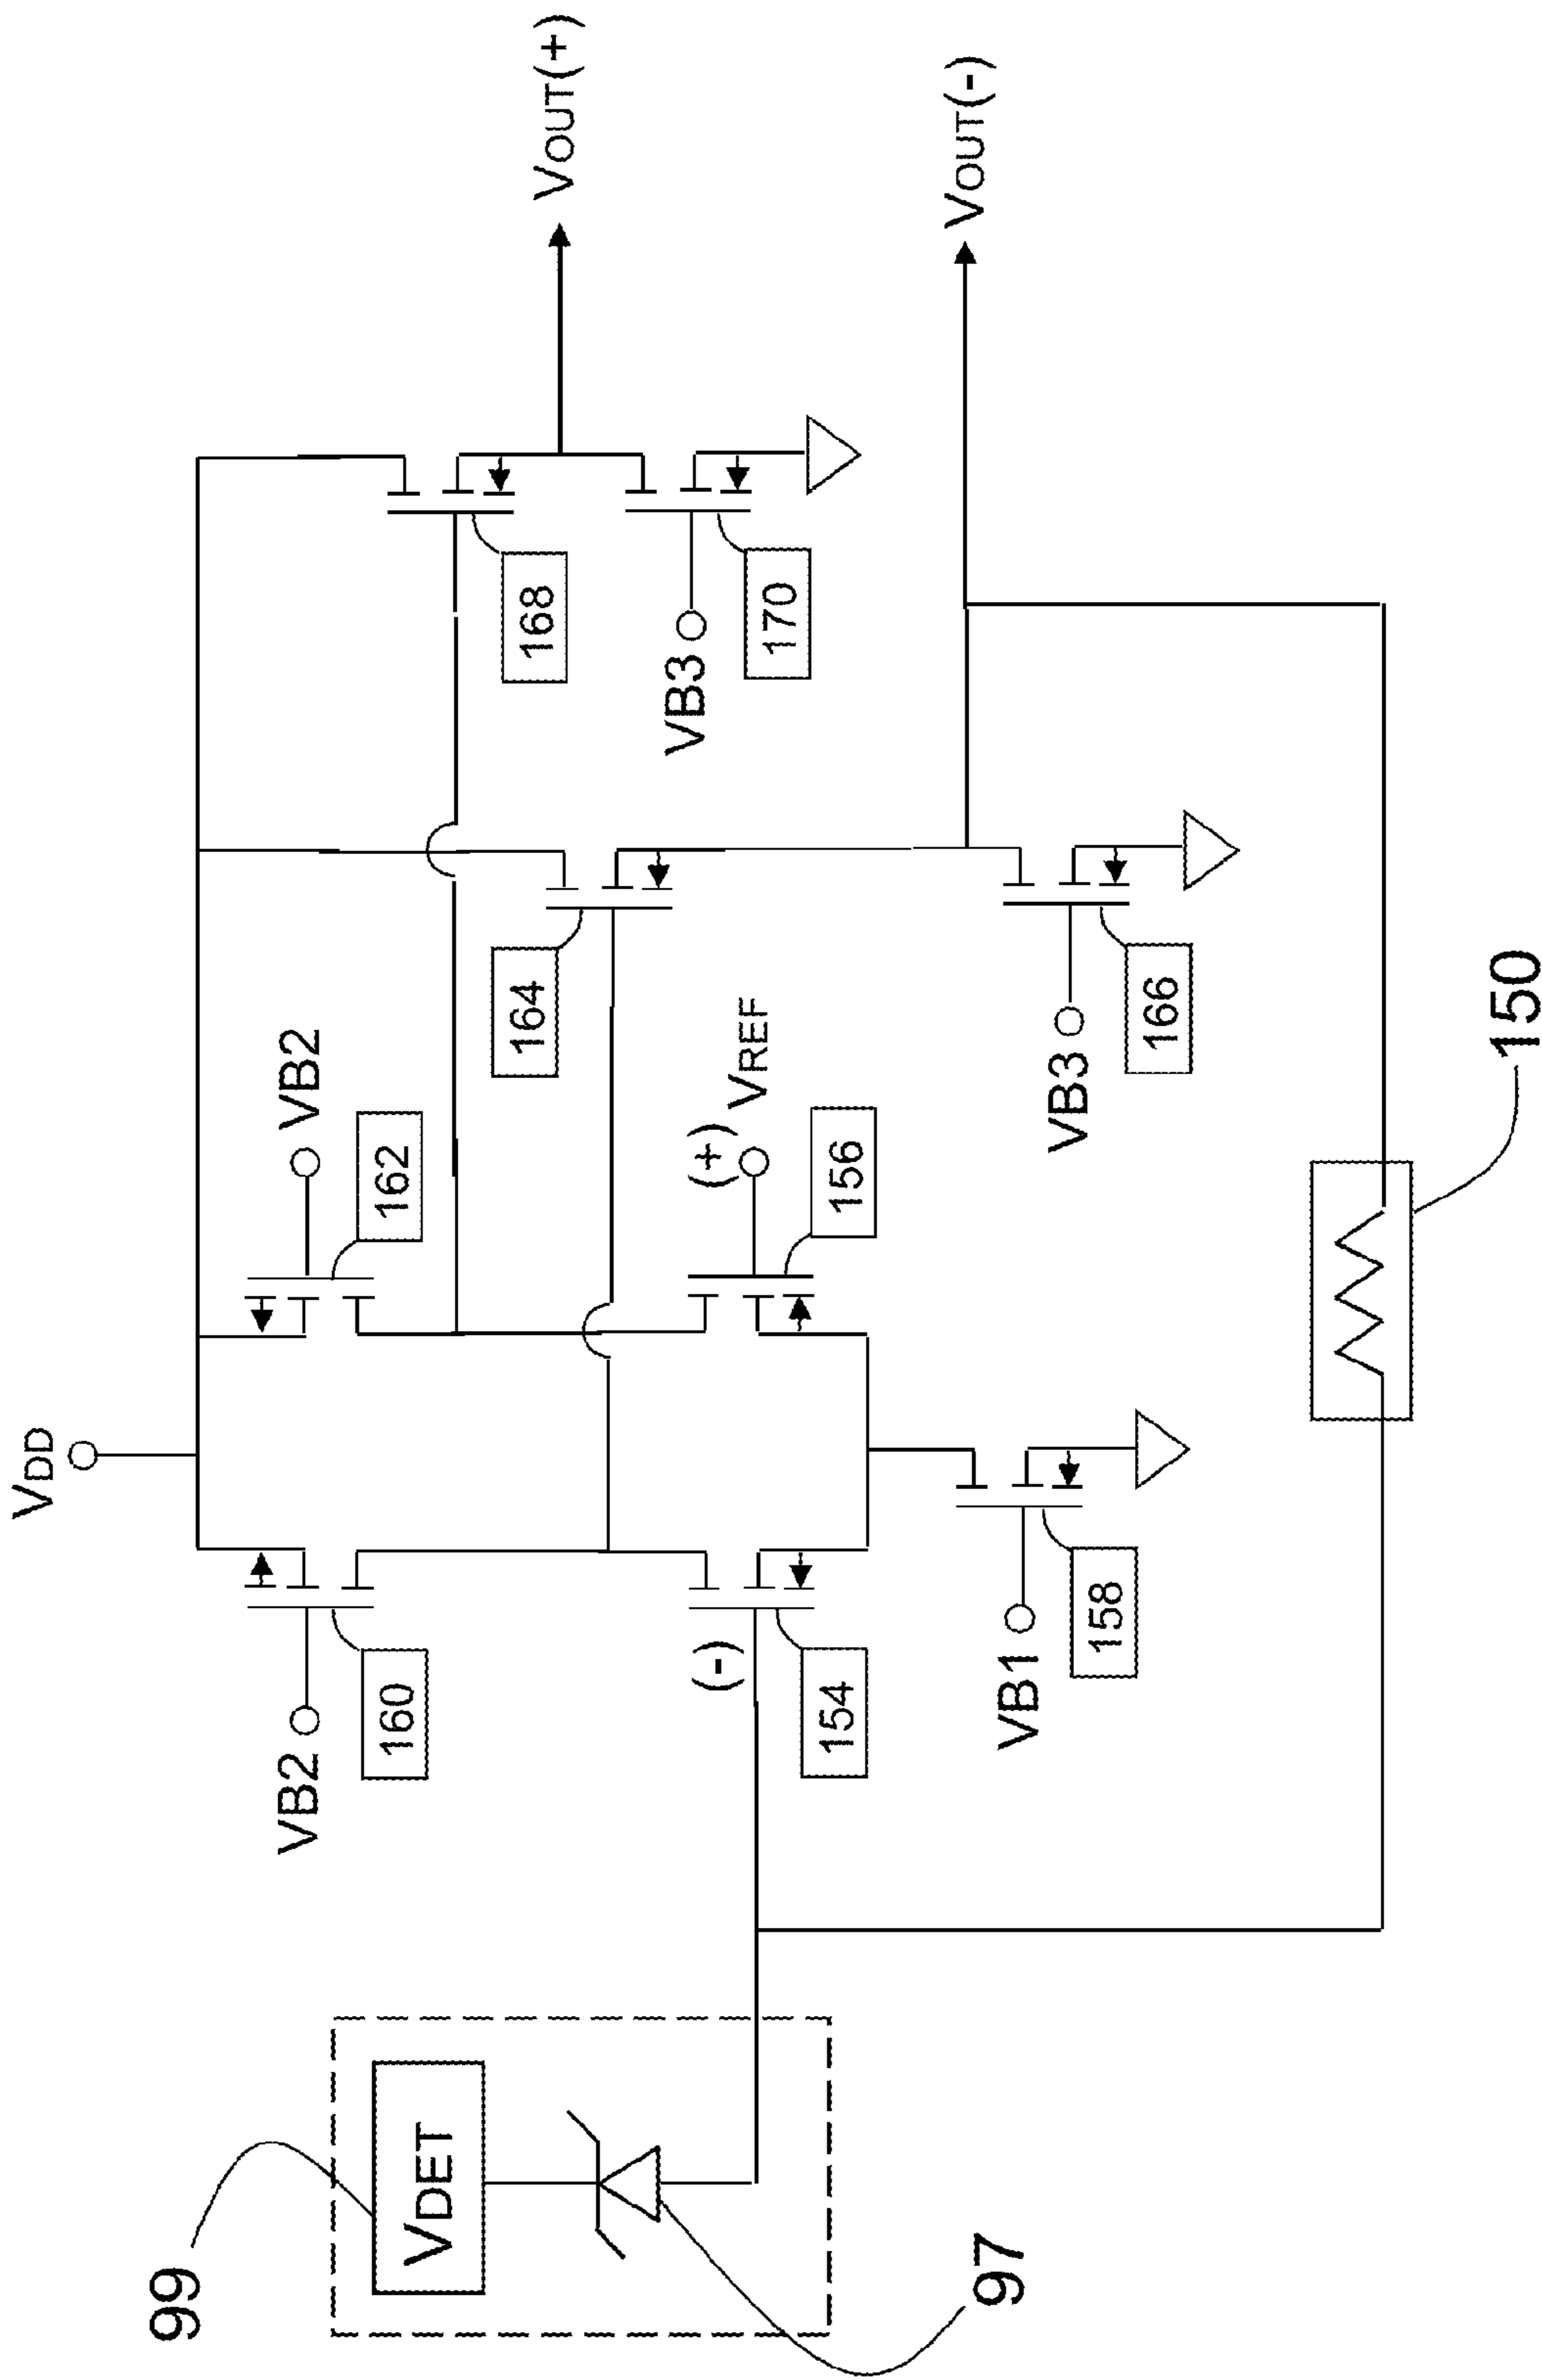 VDD
VB2
160
VB2
162
99
VDET
97
(-)
154
(+)
VREF
156
VB1
158
164
VB3
166
168
VB3
170
VOUT(+)
VOUT(-)
150